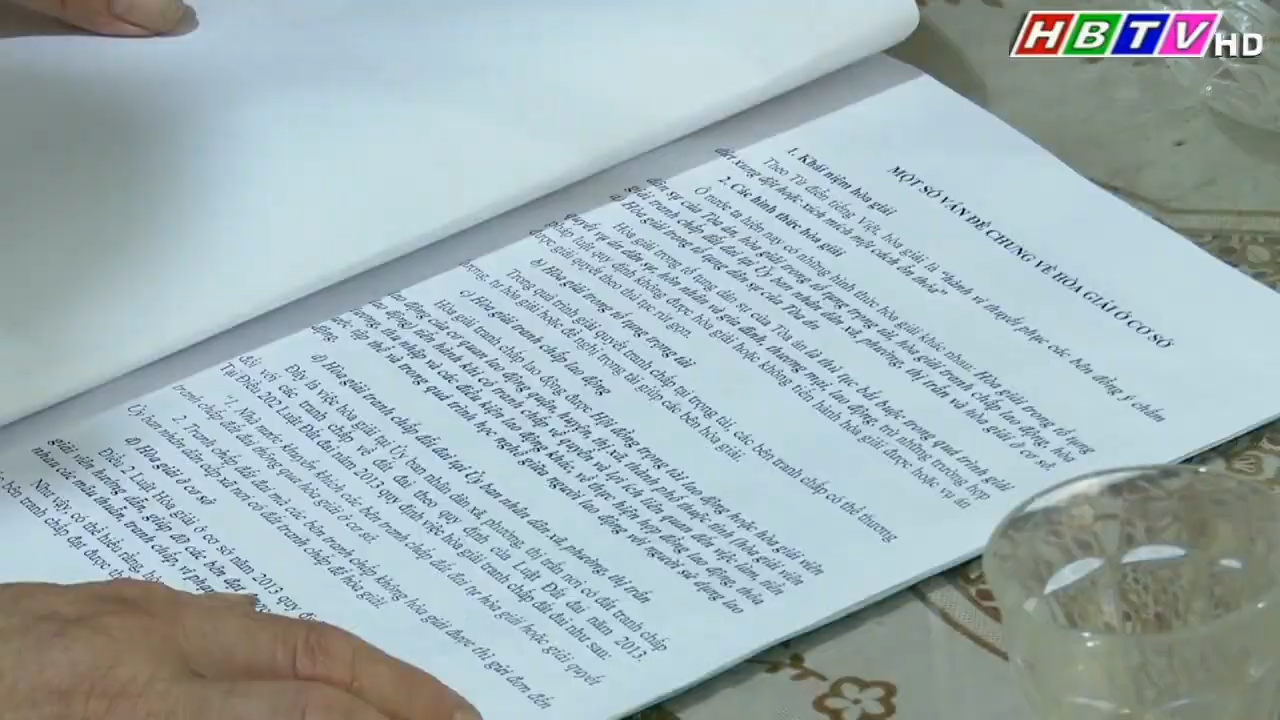 HBTV HD
MỘT SỐ VẤN ĐỀ CHUNG VỀ HÒA GIẢI Ở CƠ SỞ
1. Khái niệm hòa giải
Theo Từ điển tiếng Việt, hòa giải là "hành vi thuyết phục các bên đồng ý chấm
dứt xung đột hoặc xích mích một cách ổn thỏa"
2. Các hình thức hòa giải
Ở nước ta hiện nay có những hình thức hòa giải khác nhau: Hòa giải trong tố tụng
dân sự của Tòa án, hòa giải trong tố tụng trọng tài, hòa giải tranh chấp lao động, hòa
giải tranh chấp đất đai tại Ủy ban nhân dân xã, phường, thị trấn và hòa giải ở cơ sở.
a) Hòa giải trong tố tụng dân sự của Tòa án
Hòa giải trong tố tụng dân sự của Tòa án là thủ tục bắt buộc trong quá trình giải
quyết vụ án dân sự, hôn nhân và gia đình, thương mại, lao động, trừ những trường hợp
pháp luật quy định không được hòa giải hoặc không tiến hành hòa giải được hoặc vụ án
được giải quyết theo thủ tục rút gọn.
b) Hòa giải trong tố tụng trọng tài
Trong quá trình giải quyết tranh chấp tại trọng tài, các bên tranh chấp có thể thương
lượng, tự hòa giải hoặc đề nghị trọng tài giúp các bên hòa giải.
c) Hòa giải tranh chấp lao động
Hòa giải tranh chấp lao động được Hội đồng trọng tài lao động hoặc hòa giải viên
lao động của cơ quan lao động quận, huyện, thị xã, thành phố thuộc tỉnh (hòa giải viên
lao động) tiến hành khi có tranh chấp về quyền và lợi ích liên quan đến việc làm, tiền
lương, thu nhập và các điều kiện lao động khác, về thực hiện hợp đồng lao động, thỏa
ước tập thể và trong quá trình học nghề giữa người lao động với người sử dụng lao
động.
d) Hòa giải tranh chấp đất đai tại Ủy ban nhân dân xã, phường, thị trấn
Đây là việc hòa giải tại Ủy ban nhân dân xã, phường, thị trấn nơi có đất tranh chấp
đối với các tranh chấp về đất đai theo quy định của Luật Đất đai năm 2013.
Tại Điều 202 Luật Đất đai năm 2013 quy định việc hòa giải tranh chấp đất đai như sau:
"1. Nhà nước khuyến khích các bên tranh chấp đất đai tự hòa giải hoặc giải quyết
tranh chấp đất đai thông qua hòa giải ở cơ sở.
2. Tranh chấp đất đai mà các bên tranh chấp không hòa giải được thì gửi đơn đến
Ủy ban nhân dân cấp xã nơi có đất tranh chấp để hòa giải.
đ) Hòa giải ở cơ sở
Điều 2 Luật Hòa giải ở cơ sở năm 2013 quy
giải viên hướng dẫn, giúp đỡ các bên đạt
nhau các mâu thuẫn, tranh chấp, vi phạm
Như vậy, có thể hiểu rằng, hòa
bên tranh chấp đạt được